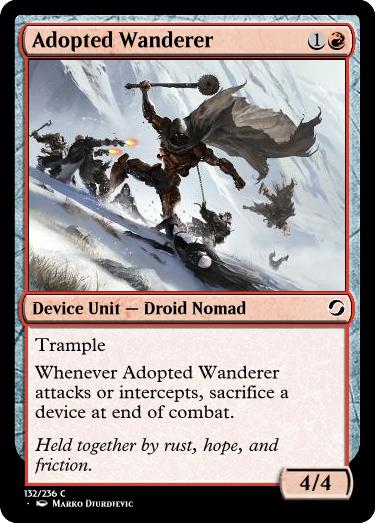 Adopted Wanderer 1
Device Unit — Droid Nomad
Trample
Whenever Adopted Wanderer
attacks or intercepts, sacrifice a
device at end of combat.
Held together by rust, hope, and
friction.
4/4
132/236 C
· Marko Djurdjevic